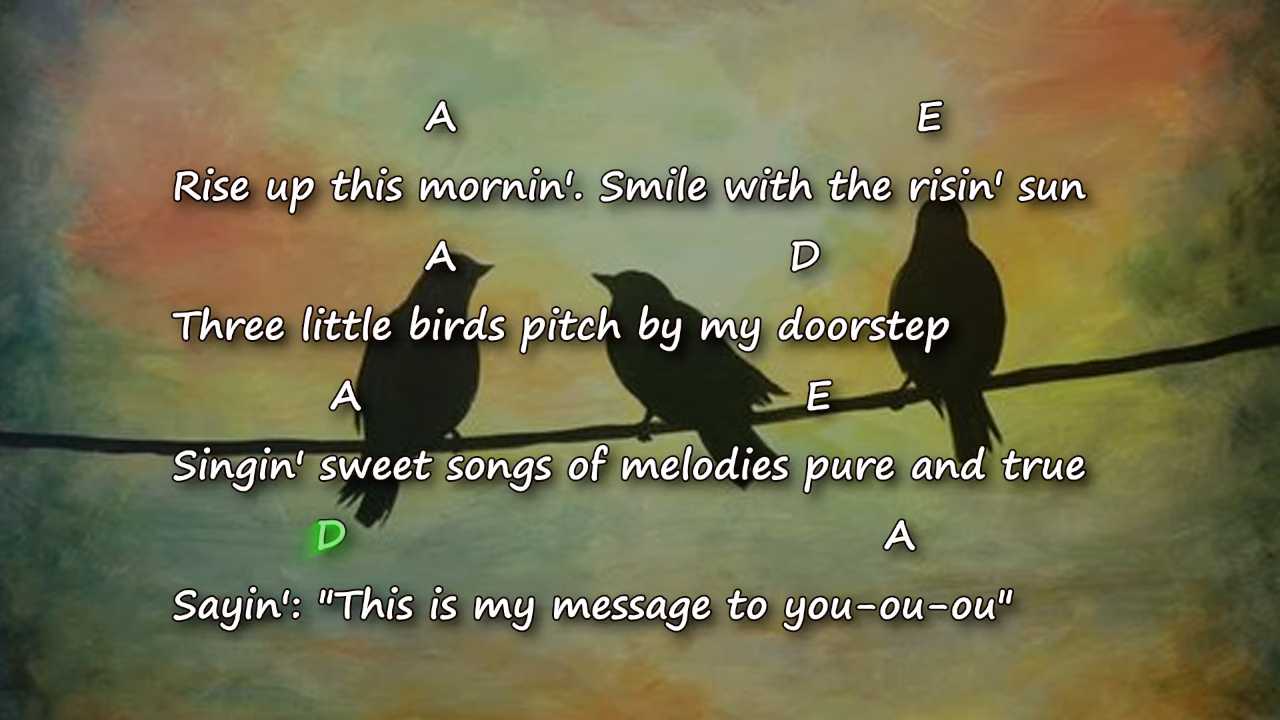 A E
Rise up this mornin'. Smile with the risin' sun
A D
Three little birds pitch by my doorstep
A E
Singin' sweet songs of melodies pure and true
D A
Sayin': "This is my message to you-ou-ou"